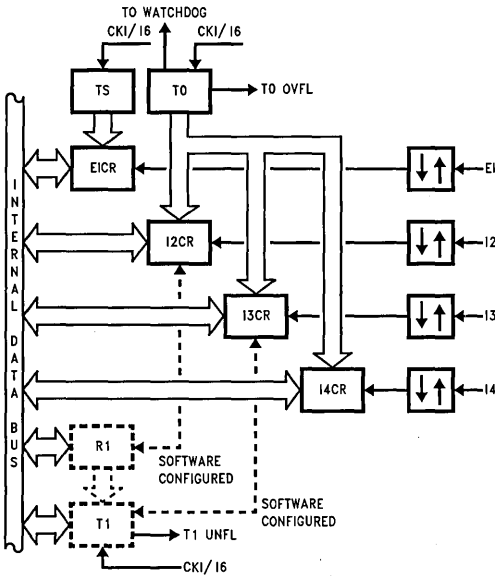 TO WATCHDOG
CKI/16
CKI/16
TS
T0
T0 OVFL
EICR
EI
I2CR
I2
I3CR
I3
I4CR
I4
INTERNAL DATA BUS
R1
SOFTWARE
CONFIGURED
SOFTWARE
CONFIGURED
T1
T1 UNFL
CKI/16